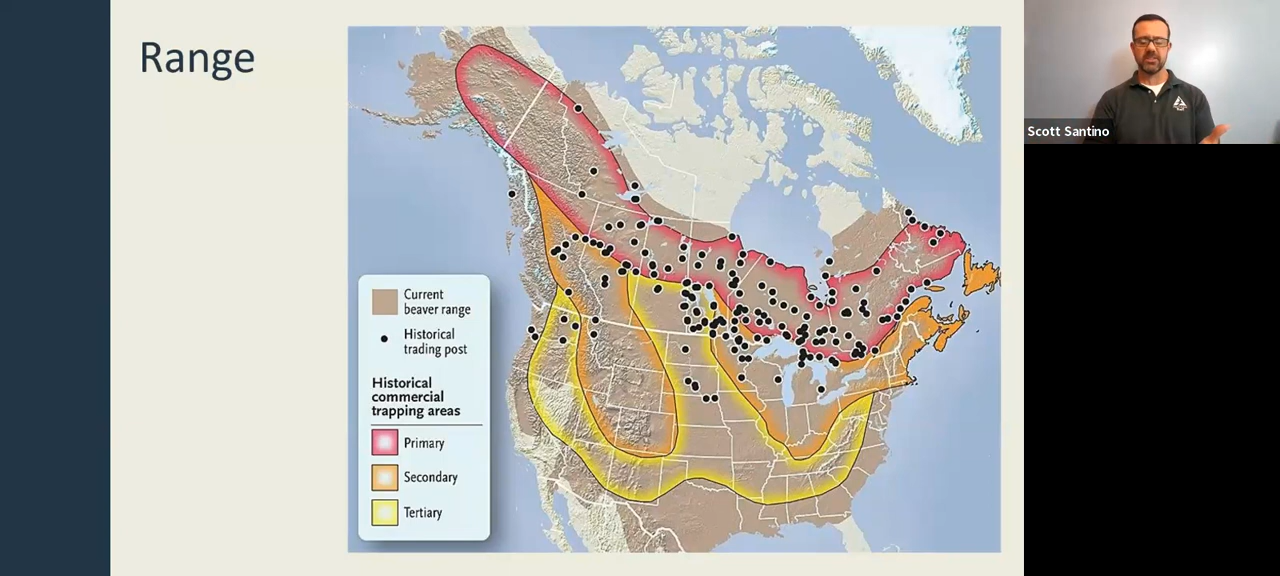 Range
Current
beaver range
Historical
trading post
Historical
commercial
trapping areas
Primary
Secondary
Tertiary
Scott Santino